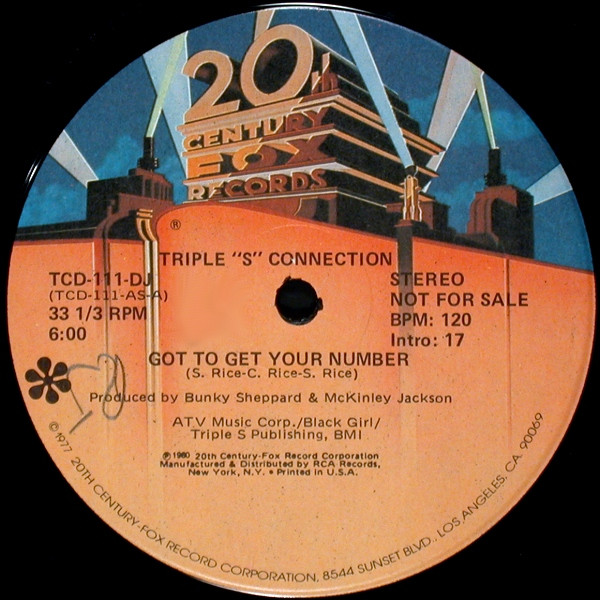 20th
CENTURY
FOX
RECORDS
®
TRIPLE "S" CONNECTION
TCD-111-DJ
(TCD-111-AS-A)
33 1/3 RPM
6:00
STEREO
NOT FOR SALE
BPM: 120
Intro: 17
GOT TO GET YOUR NUMBER
(S. Rice-C. Rice-S. Rice)
Produced by Bunky Sheppard & McKinley Jackson
ATV Music Corp./Black Girl/
Triple S Publishing, BMI
℗ 1980 20th Century-Fox Record Corporation
Manufactured & Distributed by RCA Records,
New York, N.Y. • Printed in U.S.A.
© 1977 20TH CENTURY-FOX RECORD CORPORATION, 8544 SUNSET BLVD., LOS ANGELES, CA 90069